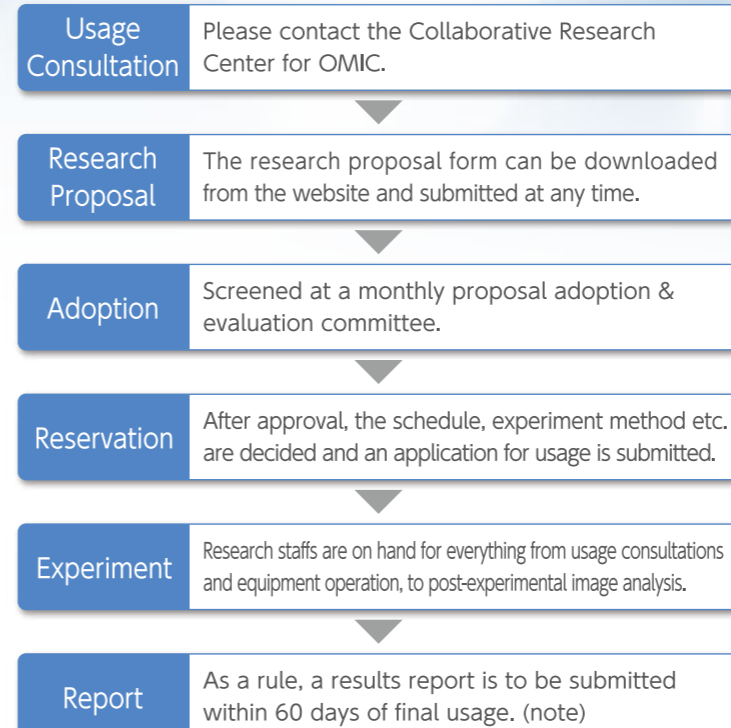 Usage
Consultation
Please contact the Collaborative Research
Center for OMIC.
Research
Proposal
The research proposal form can be downloaded
from the website and submitted at any time.
Adoption
Screened at a monthly proposal adoption &
evaluation committee.
Reservation
After approval, the schedule, experiment method etc.
are decided and an application for usage is submitted.
Experiment
Research staffs are on hand for everything from usage consultations
and equipment operation, to post-experimental image analysis.
Report
As a rule, a results report is to be submitted
within 60 days of final usage. (note)